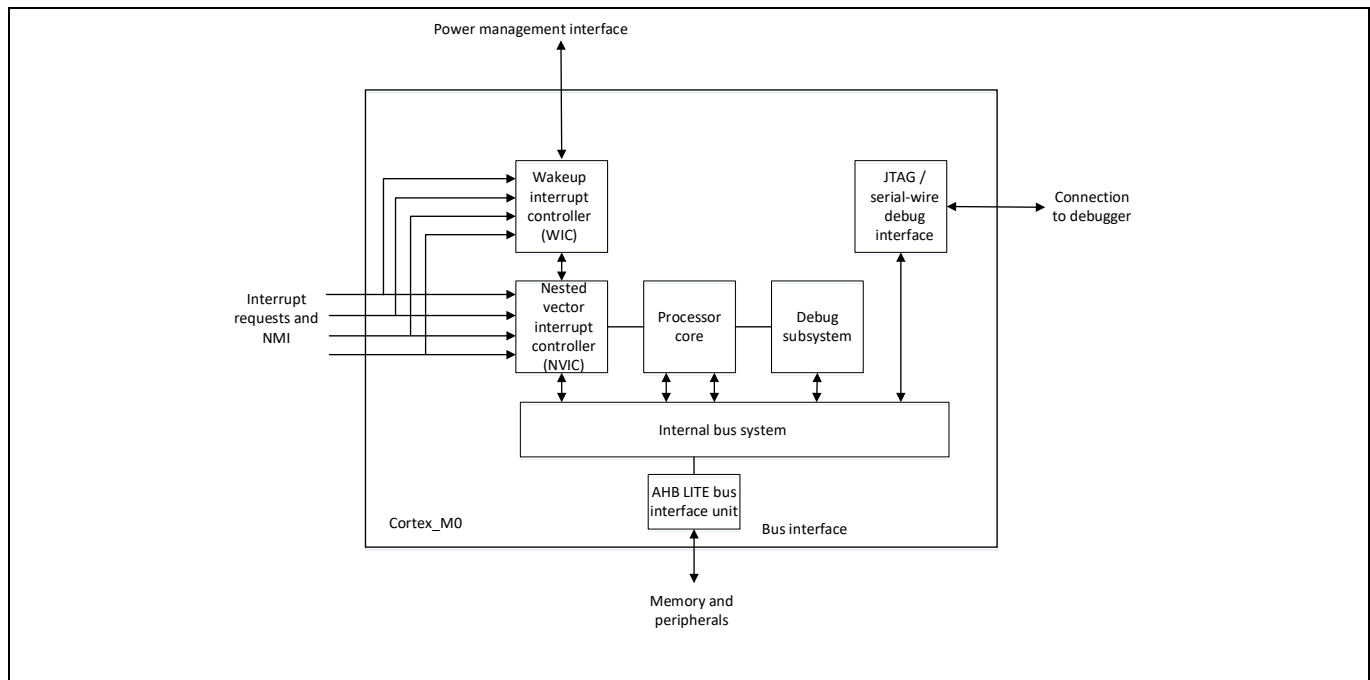 Power management interface
Wakeup
interrupt
controller
(WIC)
JTAG /
serial-wire
debug
interface
Connection
to debugger
Interrupt
requests and
NMI
Nested
vector
interrupt
controller
(NVIC)
Processor
core
Debug
subsystem
Internal bus system
AHB LITE bus
interface unit
Cortex_M0
Bus interface
Memory and
peripherals